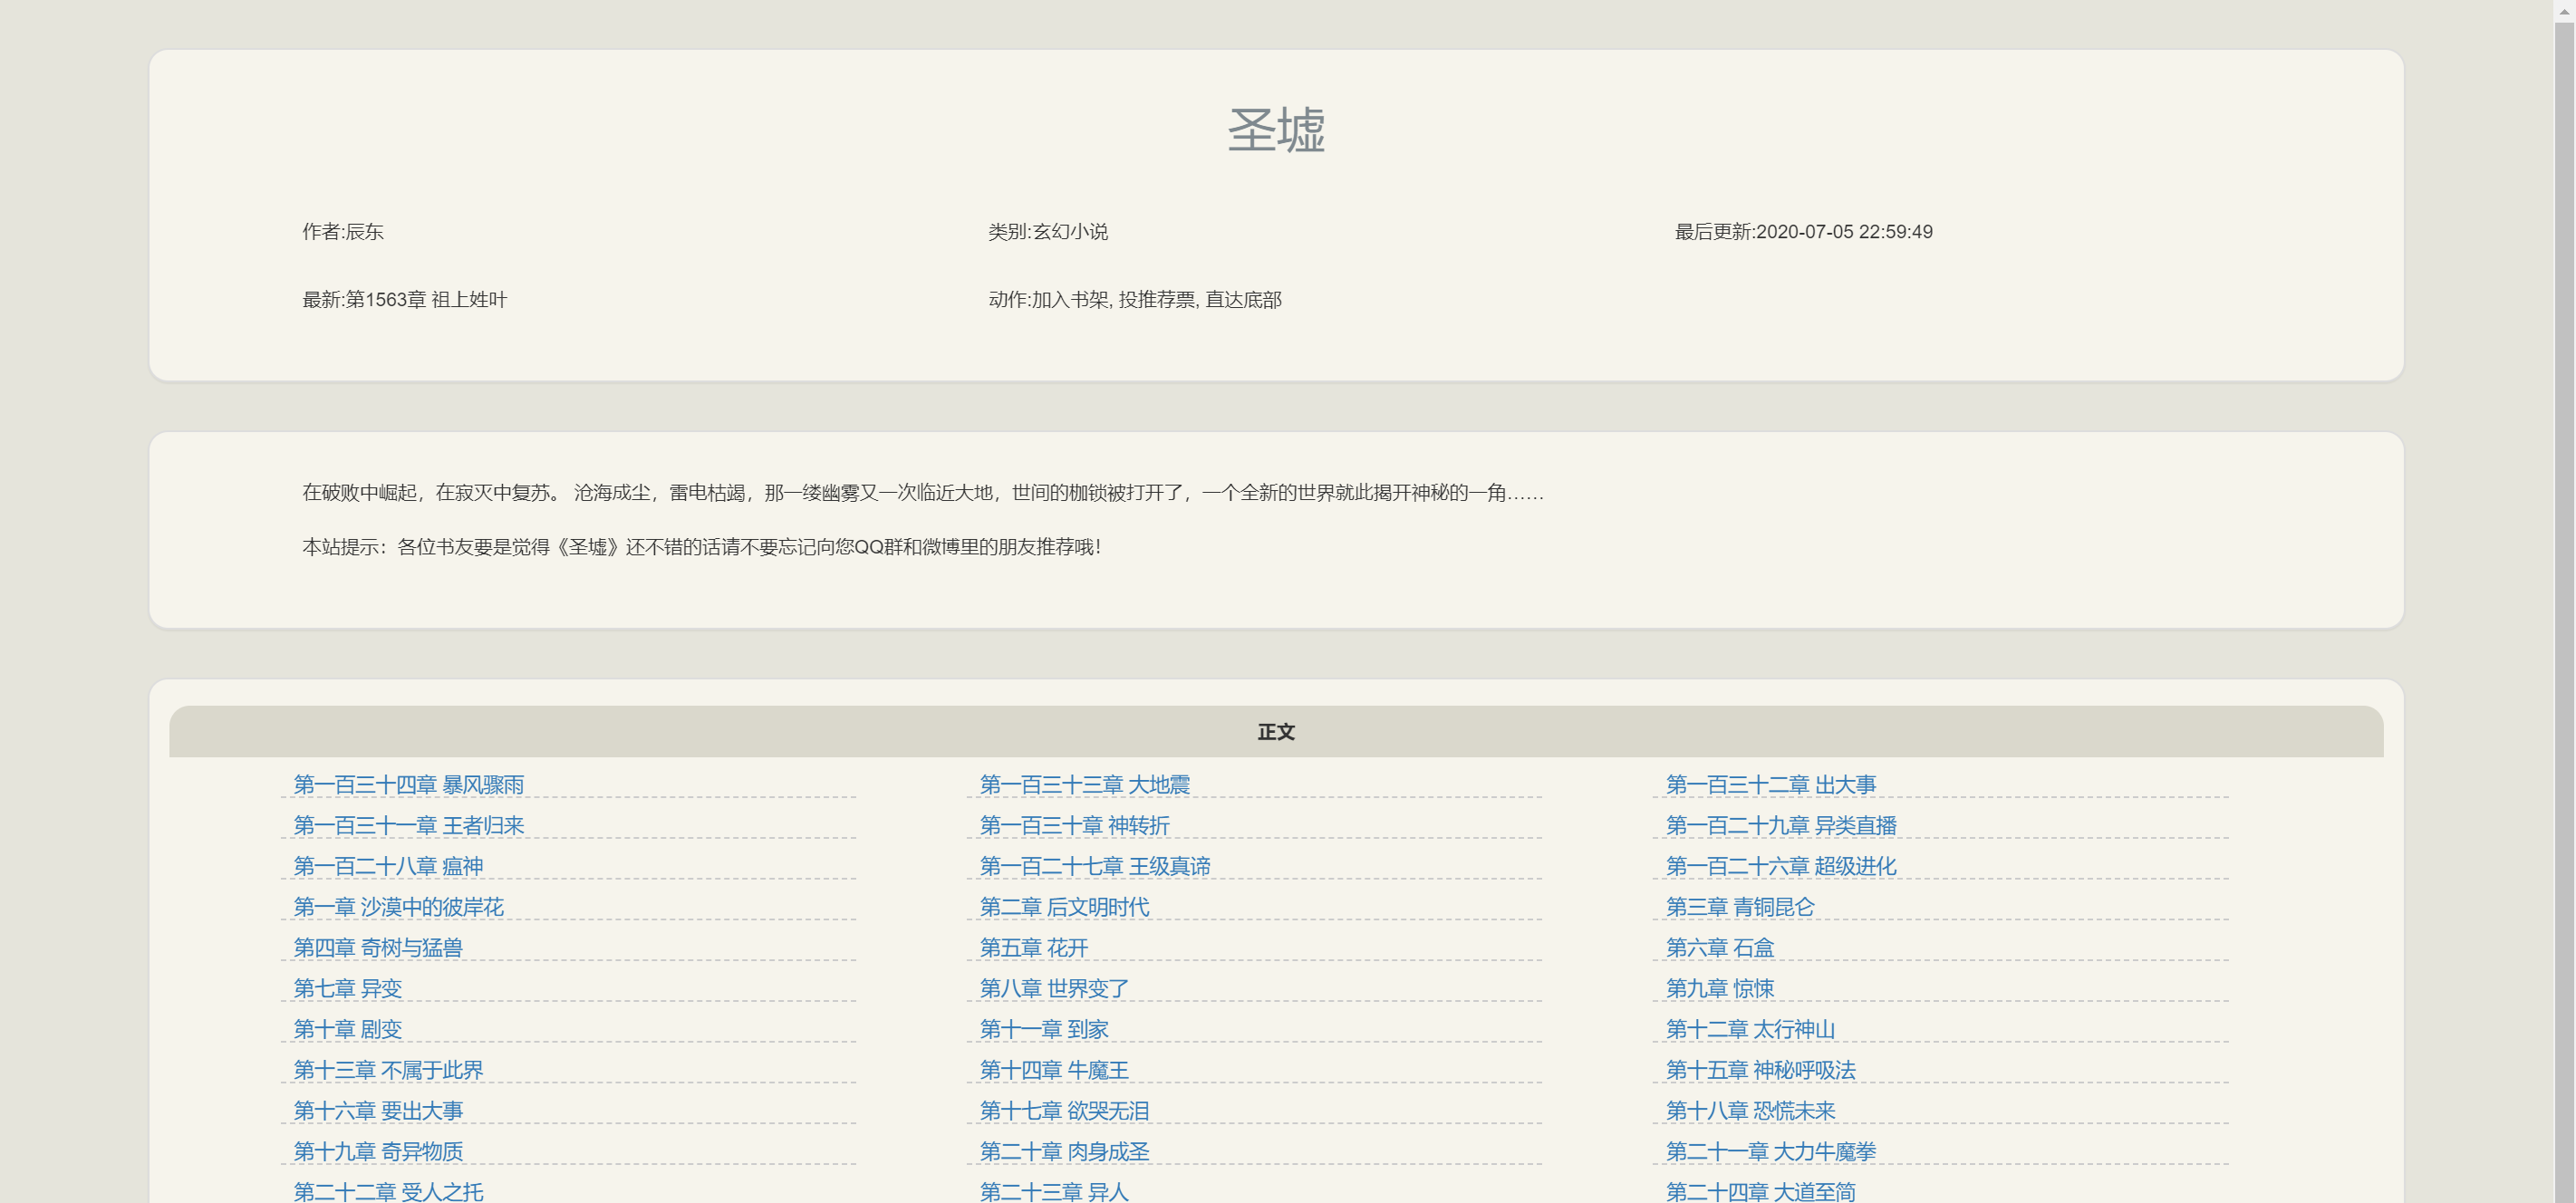 圣墟
作者:辰东 类别:玄幻小说 最后更新:2020-07-05 22:59:49
最新:第1563章 祖上姓叶 动作:加入书架, 投推荐票, 直达底部
在破败中崛起，在寂灭中复苏。 沧海成尘，雷电枯竭，那一缕幽雾又一次临近大地，世间的枷锁被打开了，一个全新的世界就此揭开神秘的一角……
本站提示：各位书友要是觉得《圣墟》还不错的话请不要忘记向您QQ群和微博里的朋友推荐哦！
正文
第一百三十四章 暴风骤雨 第一百三十三章 大地震 第一百三十二章 出大事
第一百三十一章 王者归来 第一百三十章 神转折 第一百二十九章 异类直播
第一百二十八章 瘟神 第一百二十七章 王级真谛 第一百二十六章 超级进化
第一章 沙漠中的彼岸花 第二章 后文明时代 第三章 青铜昆仑
第四章 奇树与猛兽 第五章 花开 第六章 石盒
第七章 异变 第八章 世界变了 第九章 惊悚
第十章 剧变 第十一章 到家 第十二章 太行神山
第十三章 不属于此界 第十四章 牛魔王 第十五章 神秘呼吸法
第十六章 要出大事 第十七章 欲哭无泪 第十八章 恐慌未来
第十九章 奇异物质 第二十章 肉身成圣 第二十一章 大力牛魔拳
第二十二章 受人之托 第二十三章 异人 第二十四章 大道至简